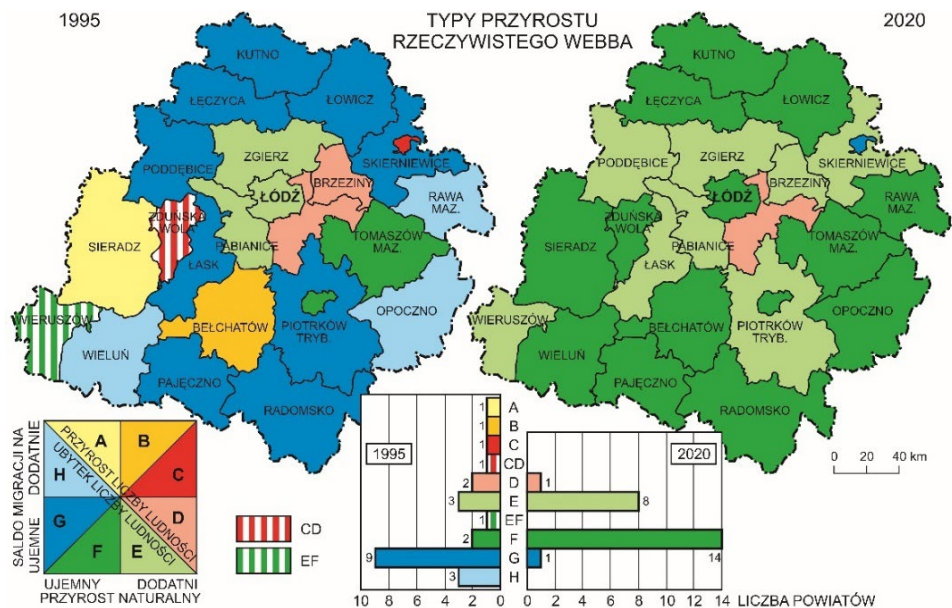 1995
TYPY PRZYROSTU
RZECZYWISTEGO WEBBA
2020
KUTNO
ŁĘCZYCA
ŁOWICZ
PODDĘBICE
ZGIERZ
SKIERNIEWICE
ŁÓDŹ
BRZEZINY
RAWA
MAZ.
SIERADZ
ZDUŃSKA
WOLA
PABIANICE
ŁASK
TOMASZÓW
MAZ.
WIERUSZÓW
BEŁCHATÓW
PIOTRKÓW
TRYB.
OPOCZNO
WIELUŃ
PAJĘCZNO
RADOMSKO
KUTNO
ŁĘCZYCA
ŁOWICZ
PODDĘBICE
ZGIERZ
SKIERNIEWICE
ŁÓDŹ
BRZEZINY
RAWA
MAZ.
SIERADZ
ZDUŃSKA
WOLA
PABIANICE
ŁASK
TOMASZÓW
MAZ.
WIERUSZÓW
BEŁCHATÓW
PIOTRKÓW
TRYB.
OPOCZNO
WIELUŃ
PAJĘCZNO
RADOMSKO
0 20 40 km
SALDO MIGRACJI NA
UJEMNE DODATNIE
A B
H C
G D
F E
PRZYROST LICZBY LUDNOŚCI
UBYTEK LICZBY LUDNOŚCI
UJEMNY DODATNI
PRZYROST NATURALNY
CD
EF
1995
2020
1 A
1 B
1 C
1 CD
2 D 1
3 E 8
1 EF
2 F 14
9 G 1
3 H
10 8 6 4 2 0 0 2 4 6 8 10 12 14 LICZBA POWIATÓW